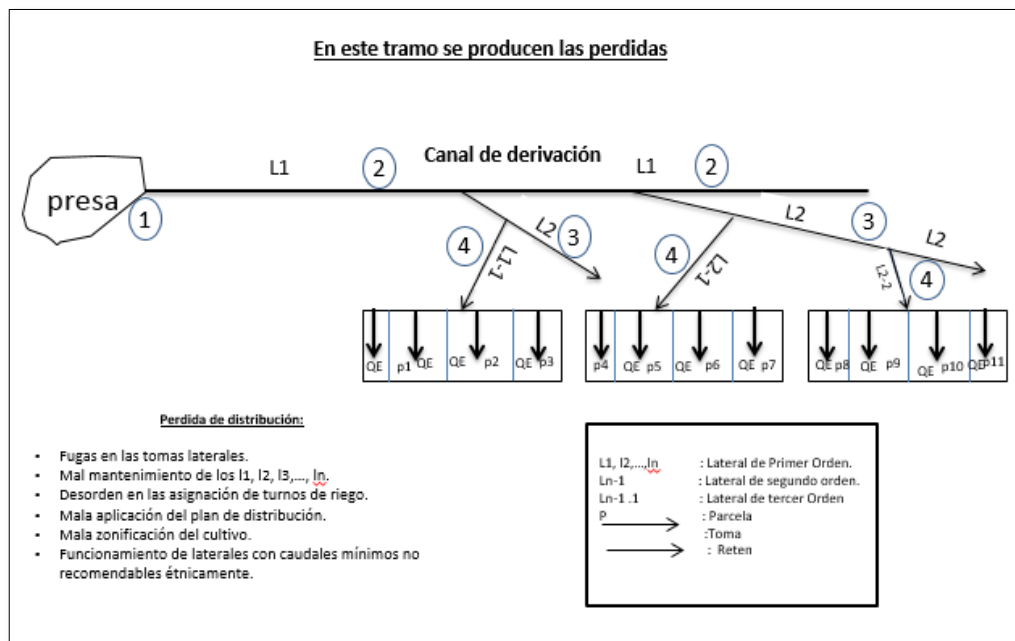 En este tramo se producen las perdidas
L1
2
Canal de derivación
L1
2
presa
1
L2
3
L2
3
L2
4
L1-1
4
L2-1
L2-2
4
QE
p1
QE
QE
p2
QE
p3
p4
QE
p5
QE
p6
QE
p7
QE
p8
QE
p9
QE
p10
QE
p11
Perdida de distribución:
▪ Fugas en las tomas laterales.
▪ Mal mantenimiento de los l1, l2, l3,…, ln.
▪ Desorden en las asignación de turnos de riego.
▪ Mala aplicación del plan de distribución.
▪ Mala zonificación del cultivo.
▪ Funcionamiento de laterales con caudales mínimos no
recomendables étnicamente.
L1, l2,…,ln : Lateral de Primer Orden.
Ln-1 : Lateral de segundo orden.
Ln-1 .1 : Lateral de tercer Orden
P : Parcela
:Toma
: Reten